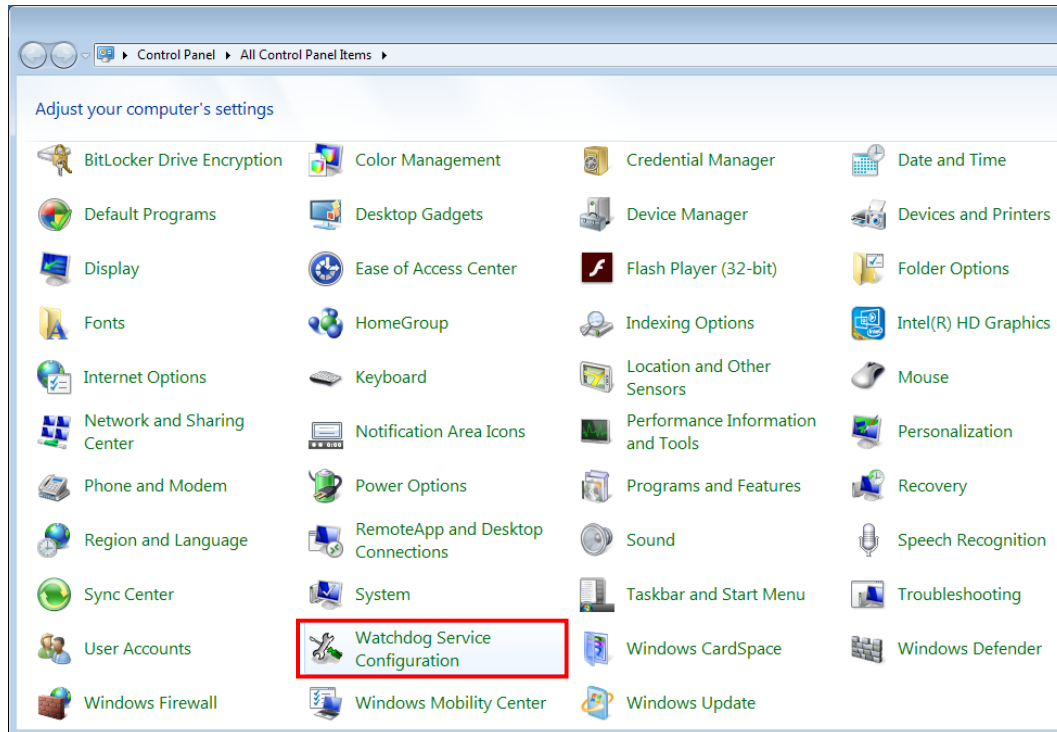 Control Panel All Control Panel Items
Adjust your computer's settings
BitLocker Drive Encryption Color Management Credential Manager Date and Time
Default Programs Desktop Gadgets Device Manager Devices and Printers
Display Ease of Access Center Flash Player (32-bit) Folder Options
Fonts HomeGroup Indexing Options Intel(R) HD Graphics
Internet Options Keyboard Location and Other
Sensors Mouse
Network and Sharing
Center Notification Area Icons Performance Information
and Tools Personalization
Phone and Modem Power Options Programs and Features Recovery
Region and Language RemoteApp and Desktop
Connections Sound Speech Recognition
Sync Center System Taskbar and Start Menu Troubleshooting
User Accounts Watchdog Service
Configuration Windows CardSpace Windows Defender
Windows Firewall Windows Mobility Center Windows Update